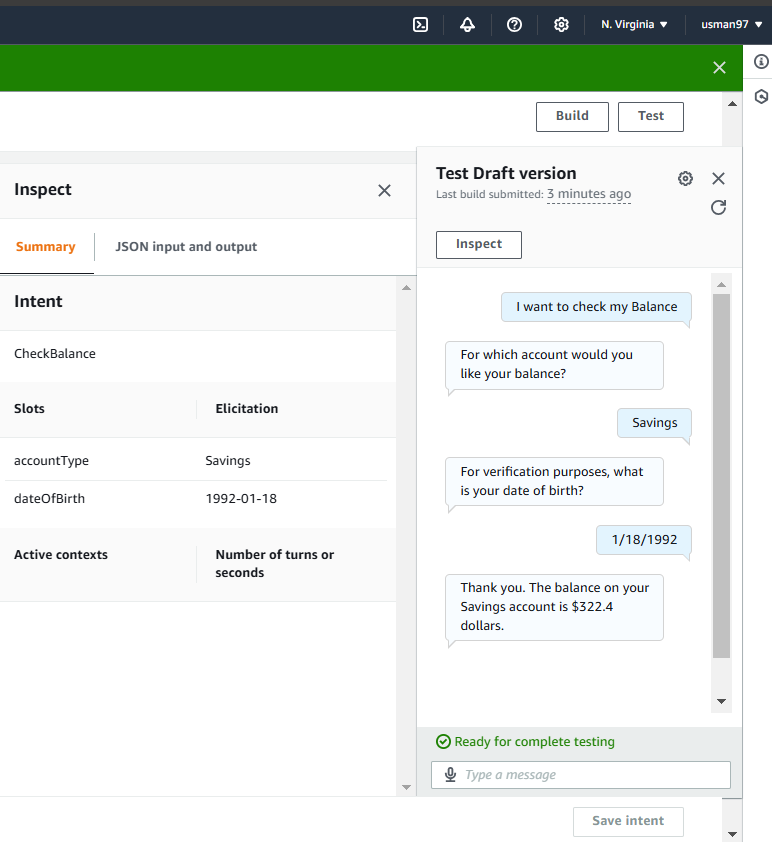 N. Virginia
usman97
Build
Test
Inspect
Summary
JSON input and output
Intent
CheckBalance
Slots
Elicitation
accountType
Savings
dateOfBirth
1992-01-18
Active contexts
Number of turns or
seconds
Test Draft version
Last build submitted: 3 minutes ago
Inspect
I want to check my Balance
For which account would you
like your balance?
Savings
For verification purposes, what
is your date of birth?
1/18/1992
Thank you. The balance on your
Savings account is $322.4
dollars.
Ready for complete testing
Type a message
Save intent